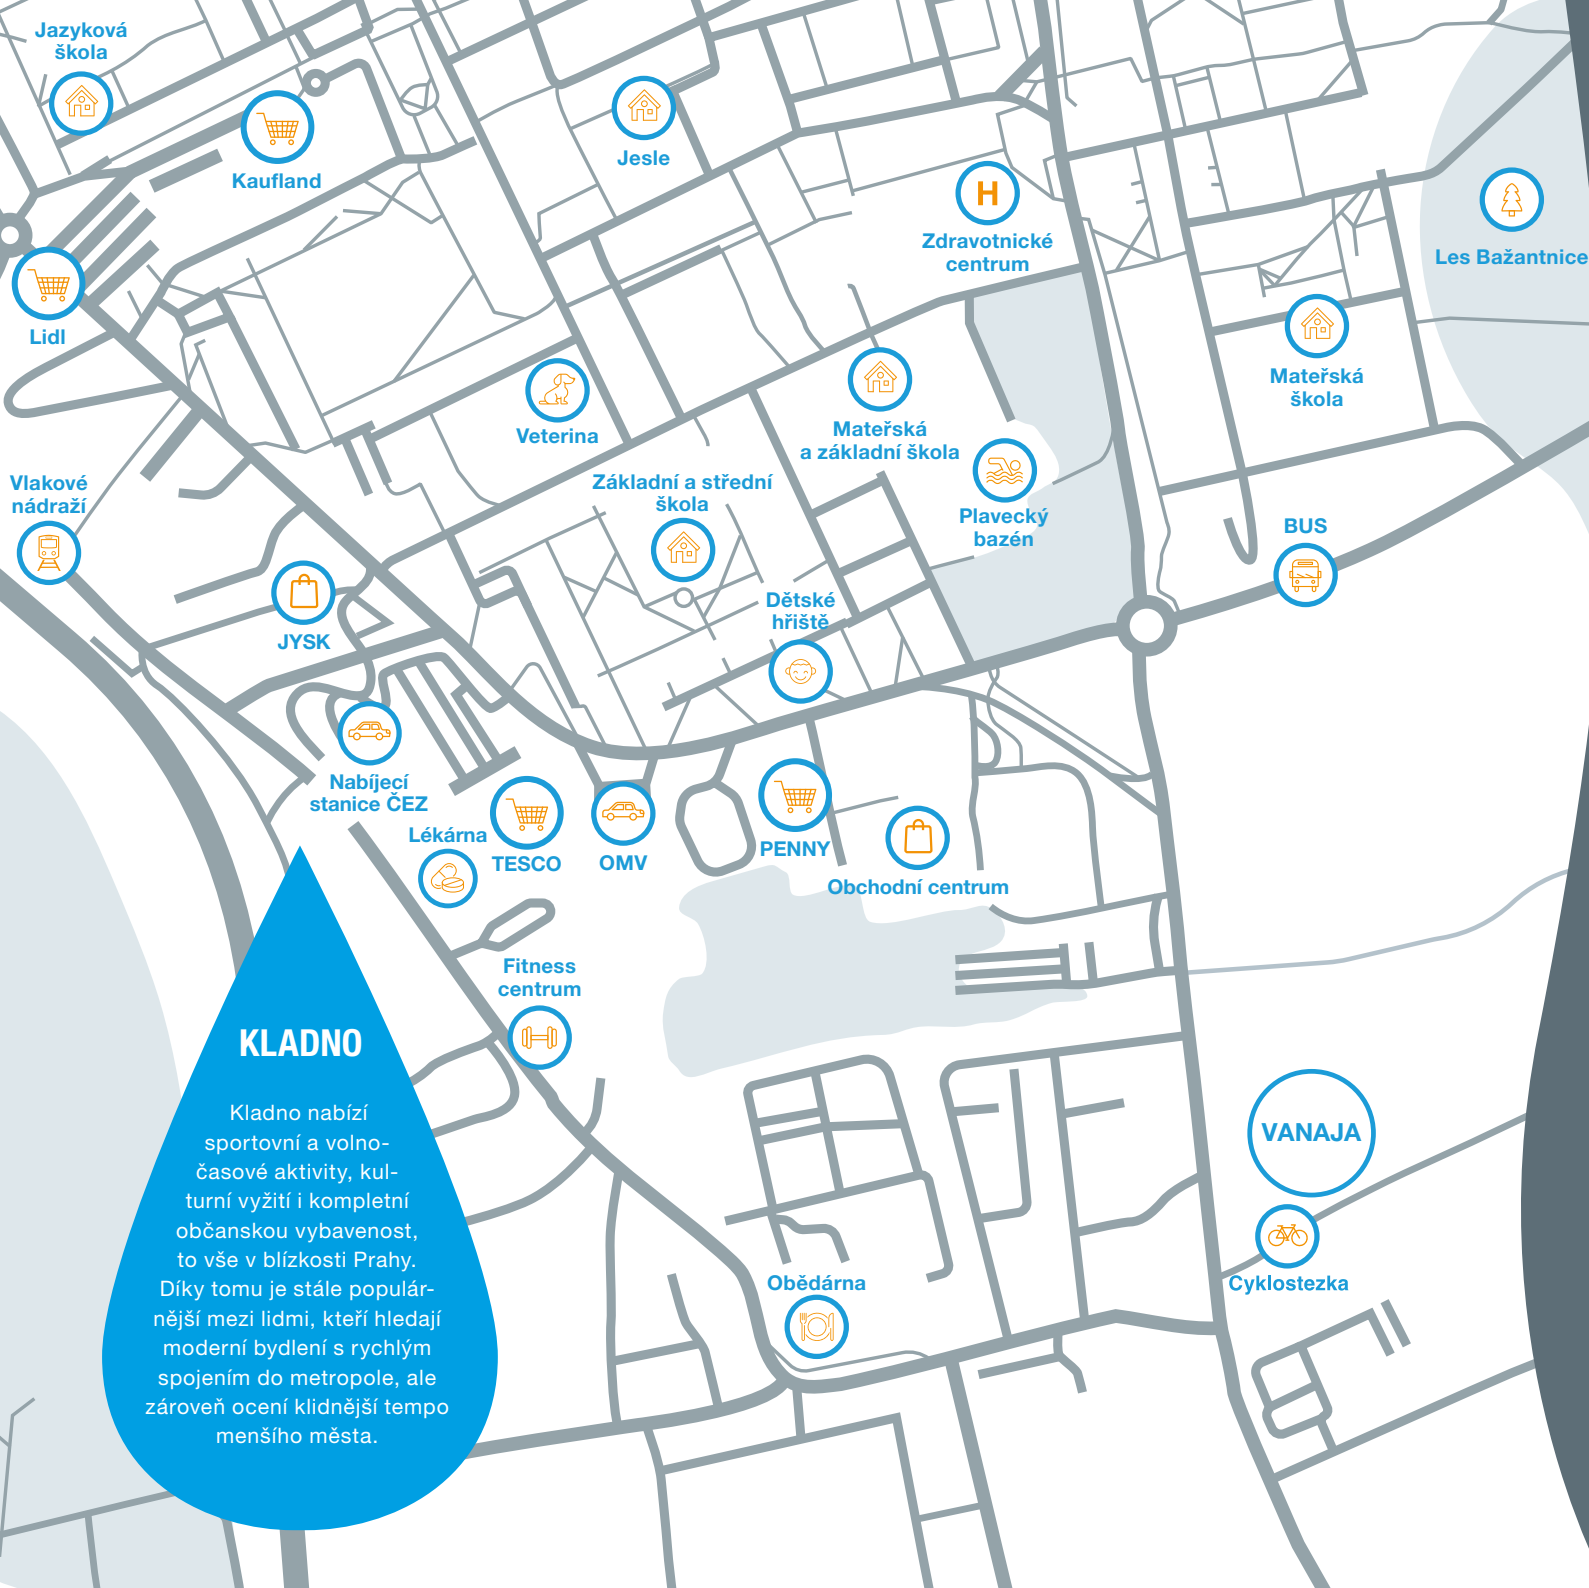 Jazyková
škola
Kaufland
Jesle
H
Zdravotnické
centrum
Les Bažantnice
Lidl
Mateřská
škola
Veterina
Mateřská
a základní škola
Vlakové
nádraží
Základní a střední
škola
Plavecký
bazén
BUS
JYSK
Dětské
hřiště
Nabíjecí
stanice ČEZ
Lékárna
TESCO
OMV
PENNY
Obchodní centrum
Fitness
centrum
KLADNO
Kladno nabízí
sportovní a volno-
časové aktivity, kul-
turní vyžití i kompletní
občanskou vybavenost,
to vše v blízkosti Prahy.
Díky tomu je stále populár-
nější mezi lidmi, kteří hledají
moderní bydlení s rychlým
spojením do metropole, ale
zároveň ocení klidnější tempo
menšího města.
VANAJA
Cyklostezka
Obědárna